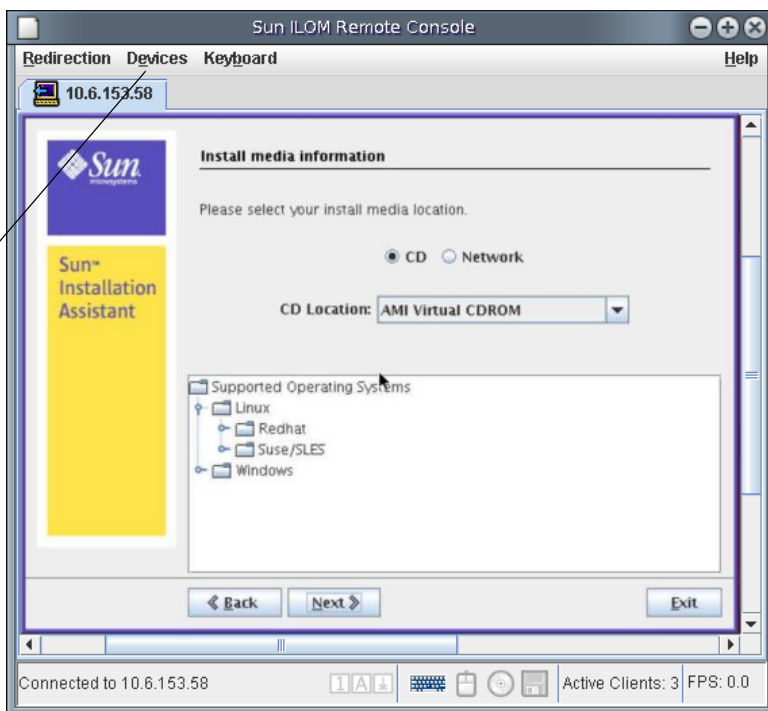 Sun ILOM Remote Console
Redirection Devices Keyboard Help
10.6.153.58
Sun
microsystems
Install media information
Please select your install media location.
CD Network
Sun™
Installation
Assistant
CD Location: AMI Virtual CDROM
Supported Operating Systems
Linux
Redhat
Suse/SLES
Windows
Back Next Exit
Connected to 10.6.153.58 1 A Active Clients: 3 FPS: 0.0